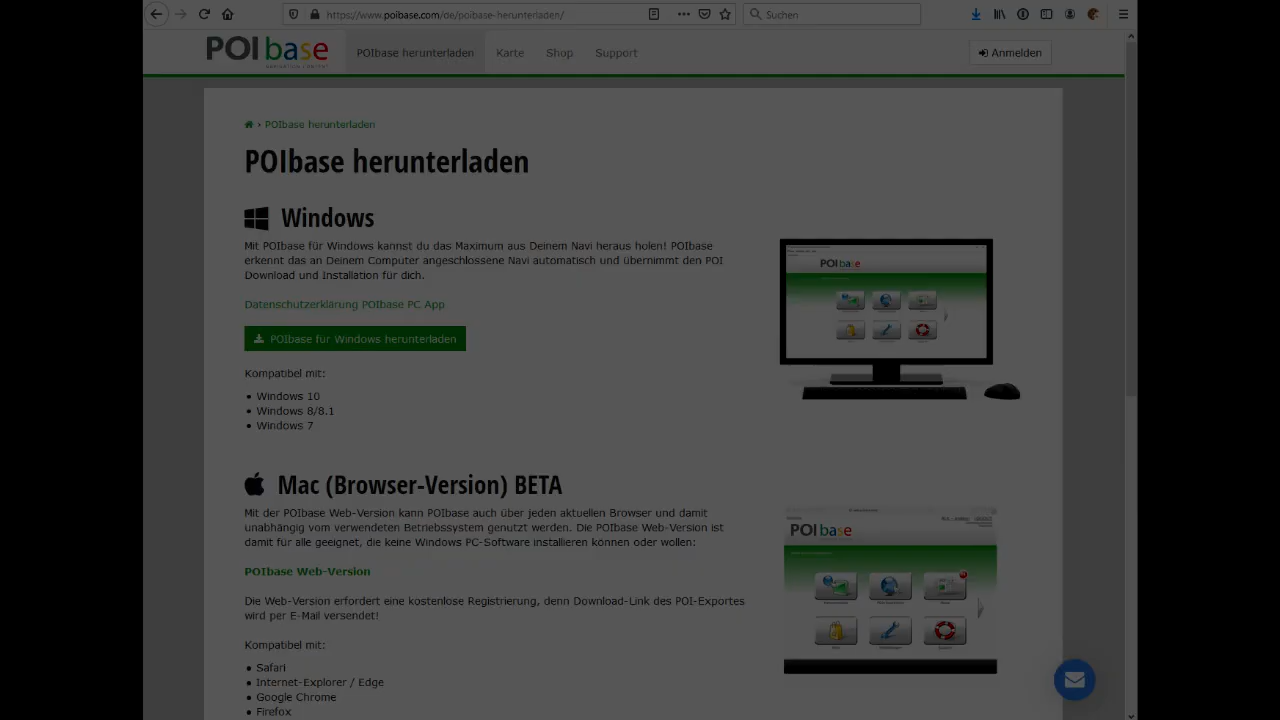 https://www.poibase.com/de/poibase-herunterladen/
Suchen
POIbase
POIbase herunterladen
Karte
Shop
Support
Anmelden
› POIbase herunterladen
POIbase herunterladen
Windows
Mit POIbase für Windows kannst du das Maximum aus Deinem Navi heraus holen! POIbase
erkennt das an Deinem Computer angeschlossene Navi automatisch und übernimmt den POI
Download und Installation für dich.
Datenschutzerklärung POIbase PC App
POIbase für Windows herunterladen
Kompatibel mit:
• Windows 10
• Windows 8/8.1
• Windows 7
POIbase
Mac (Browser-Version) BETA
Mit der POIbase Web-Version kann POIbase auch über jeden aktuellen Browser und damit
unabhängig vom verwendeten Betriebssystem genutzt werden. Die POIbase Web-Version ist
damit für alle geeignet, die keine Windows PC-Software installieren können oder wollen:
POIbase Web-Version
Die Web-Version erfordert eine kostenlose Registrierung, denn Download-Link des POI-Exportes
wird per E-Mail versendet!
Kompatibel mit:
• Safari
• Internet-Explorer / Edge
• Google Chrome
• Firefox
POIbase